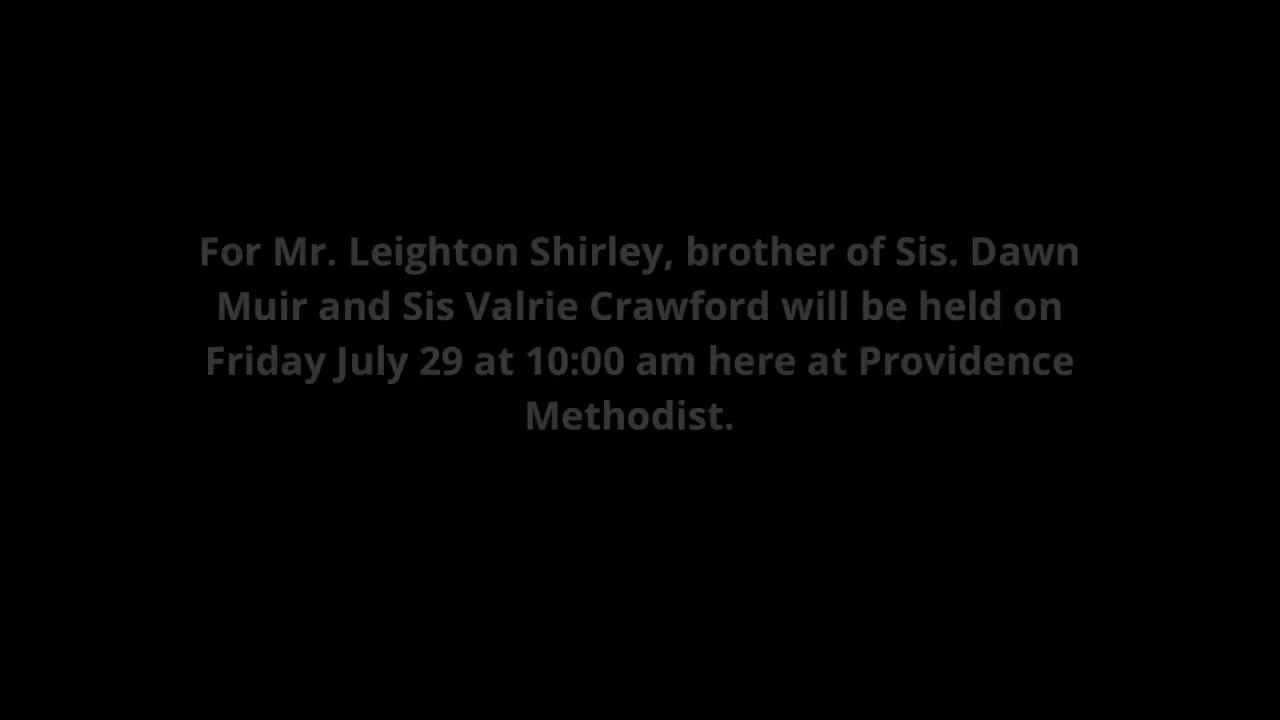 For Mr. Leighton Shirley, brother of Sis. Dawn
Muir and Sis Valrie Crawford will be held on
Friday July 29 at 10:00 am here at Providence
Methodist.